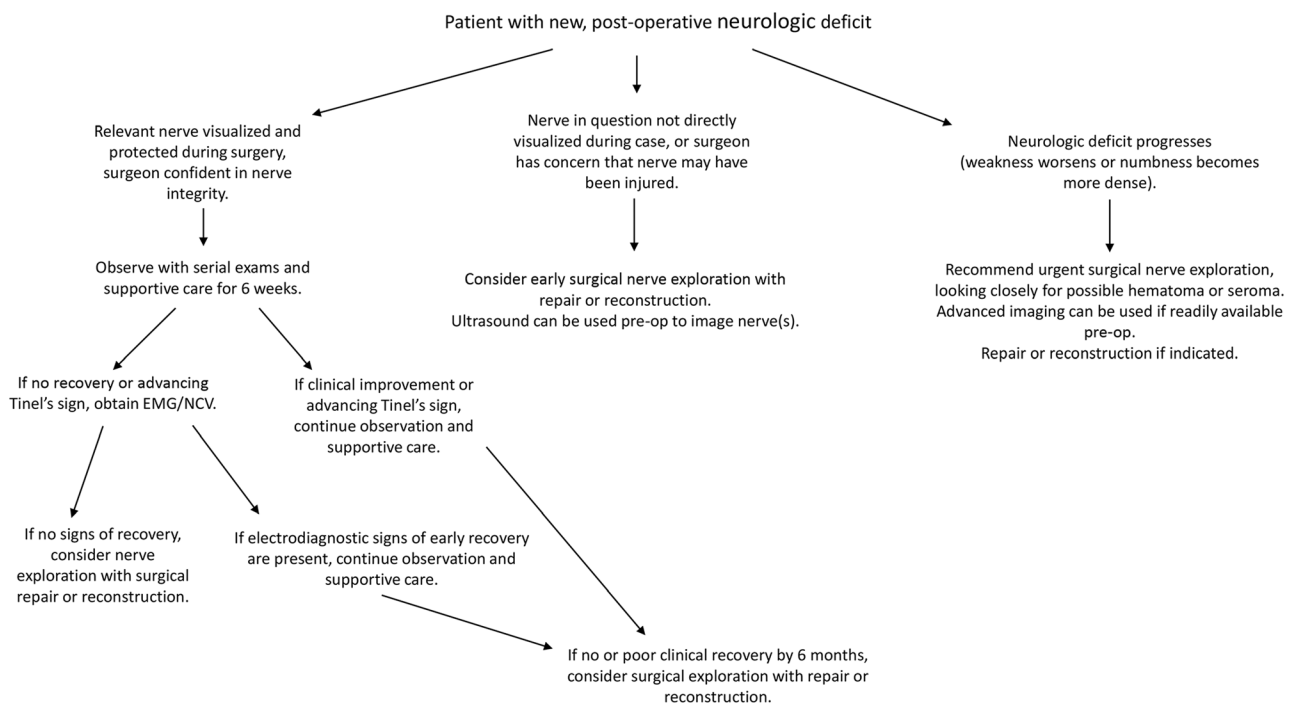 Patient with new, post-operative neurologic deficit
Relevant nerve visualized and
protected during surgery,
surgeon confident in nerve
integrity.
Nerve in question not directly
visualized during case, or surgeon
has concern that nerve may have
been injured.
Neurologic deficit progresses
(weakness worsens or numbness becomes
more dense).
Observe with serial exams and
supportive care for 6 weeks.
Consider early surgical nerve exploration with
repair or reconstruction.
Ultrasound can be used pre-op to image nerve(s).
Recommend urgent surgical nerve exploration,
looking closely for possible hematoma or seroma.
Advanced imaging can be used if readily available
pre-op.
Repair or reconstruction if indicated.
If no recovery or advancing
Tinel’s sign, obtain EMG/NCV.
If clinical improvement or
advancing Tinel’s sign,
continue observation and
supportive care.
If no signs of recovery,
consider nerve
exploration with surgical
repair or reconstruction.
If electrodiagnostic signs of early recovery
are present, continue observation and
supportive care.
If no or poor clinical recovery by 6 months,
consider surgical exploration with repair or
reconstruction.